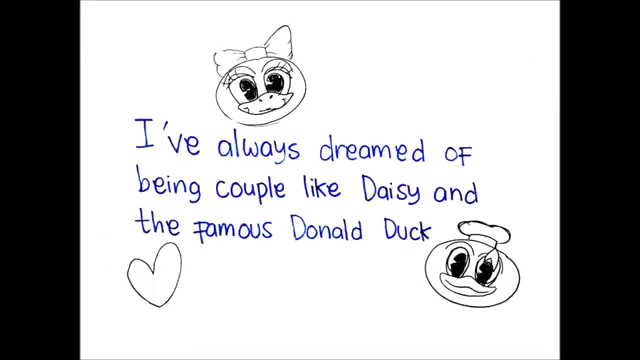 I've always dreamed of
being couple like Daisy and
the famous Donald Duck